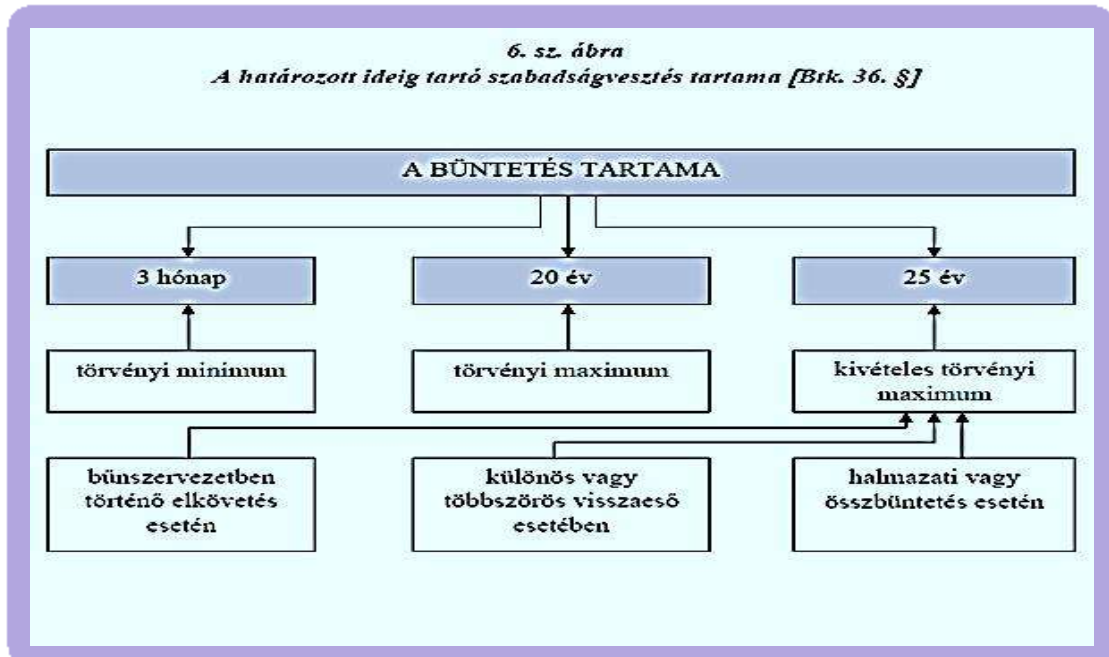 6. sz. ábra
A határozott ideig tartó szabadságvesztés tartama [Btk. 36. §]
A BÜNTETÉS TARTAMA
3 hónap
20 év
25 év
törvényi minimum
törvényi maximum
kivételes törvényi
maximum
bűnszervezetben
történő elkövetés
esetén
különös vagy
többszörös visszaeső
esetében
halmazati vagy
összbüntetés esetén